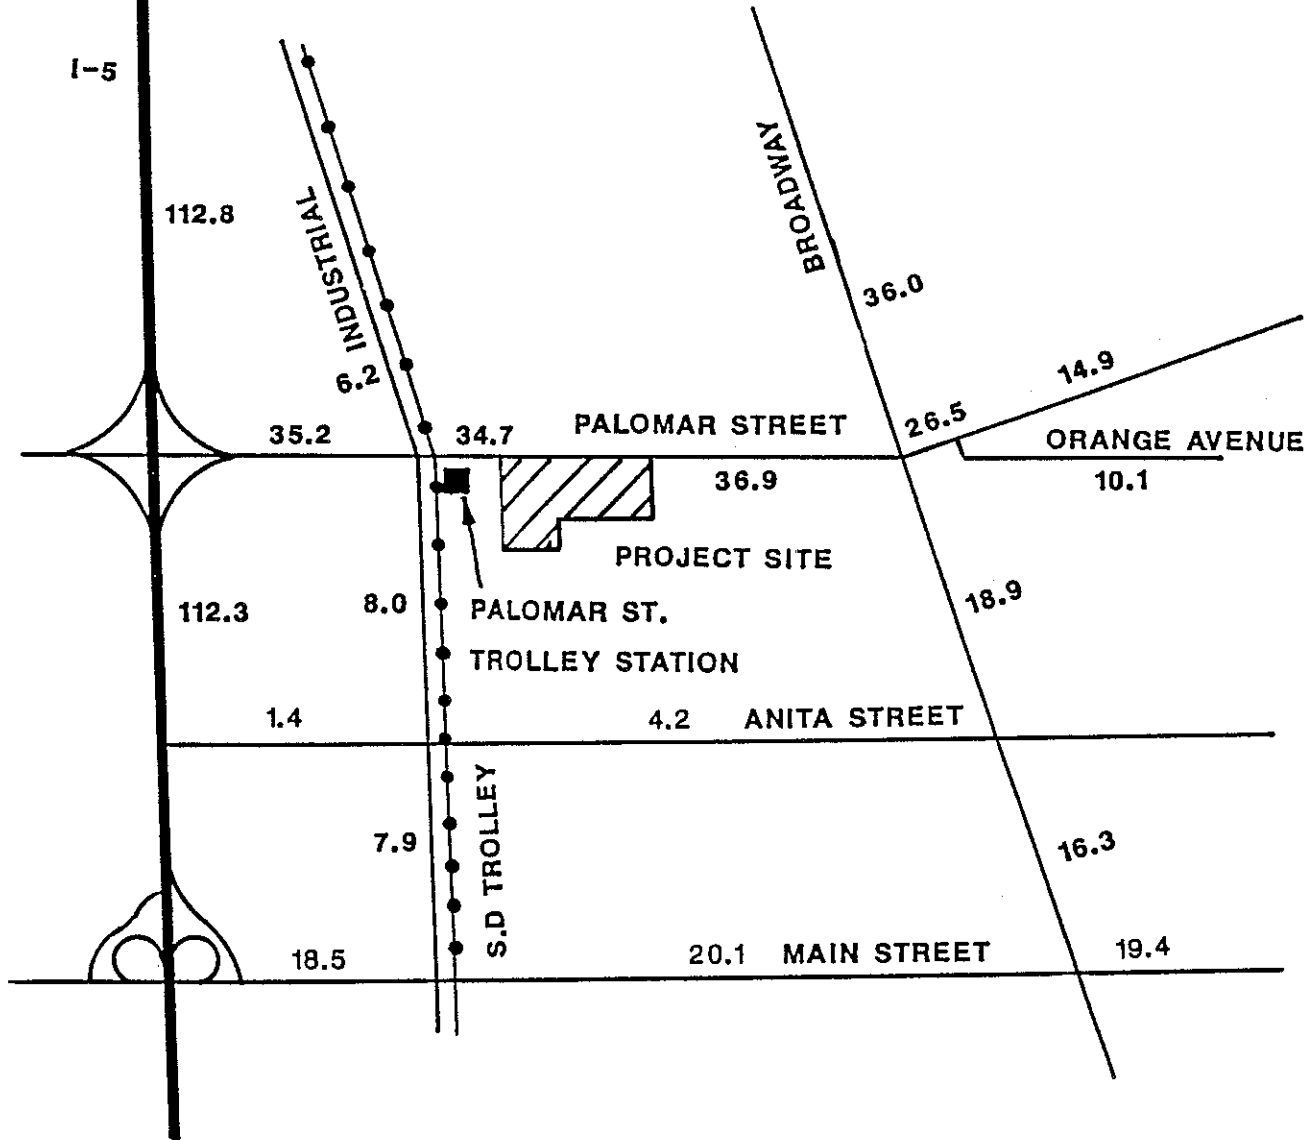 I-5
112.8
INDUSTRIAL
BROADWAY
36.0
6.2
14.9
26.5
35.2
34.7
PALOMAR STREET
ORANGE AVENUE
36.9
10.1
PROJECT SITE
112.3
8.0
PALOMAR ST.
TROLLEY STATION
18.9
1.4
4.2
ANITA STREET
7.9
S.D TROLLEY
16.3
18.5
20.1
MAIN STREET
19.4